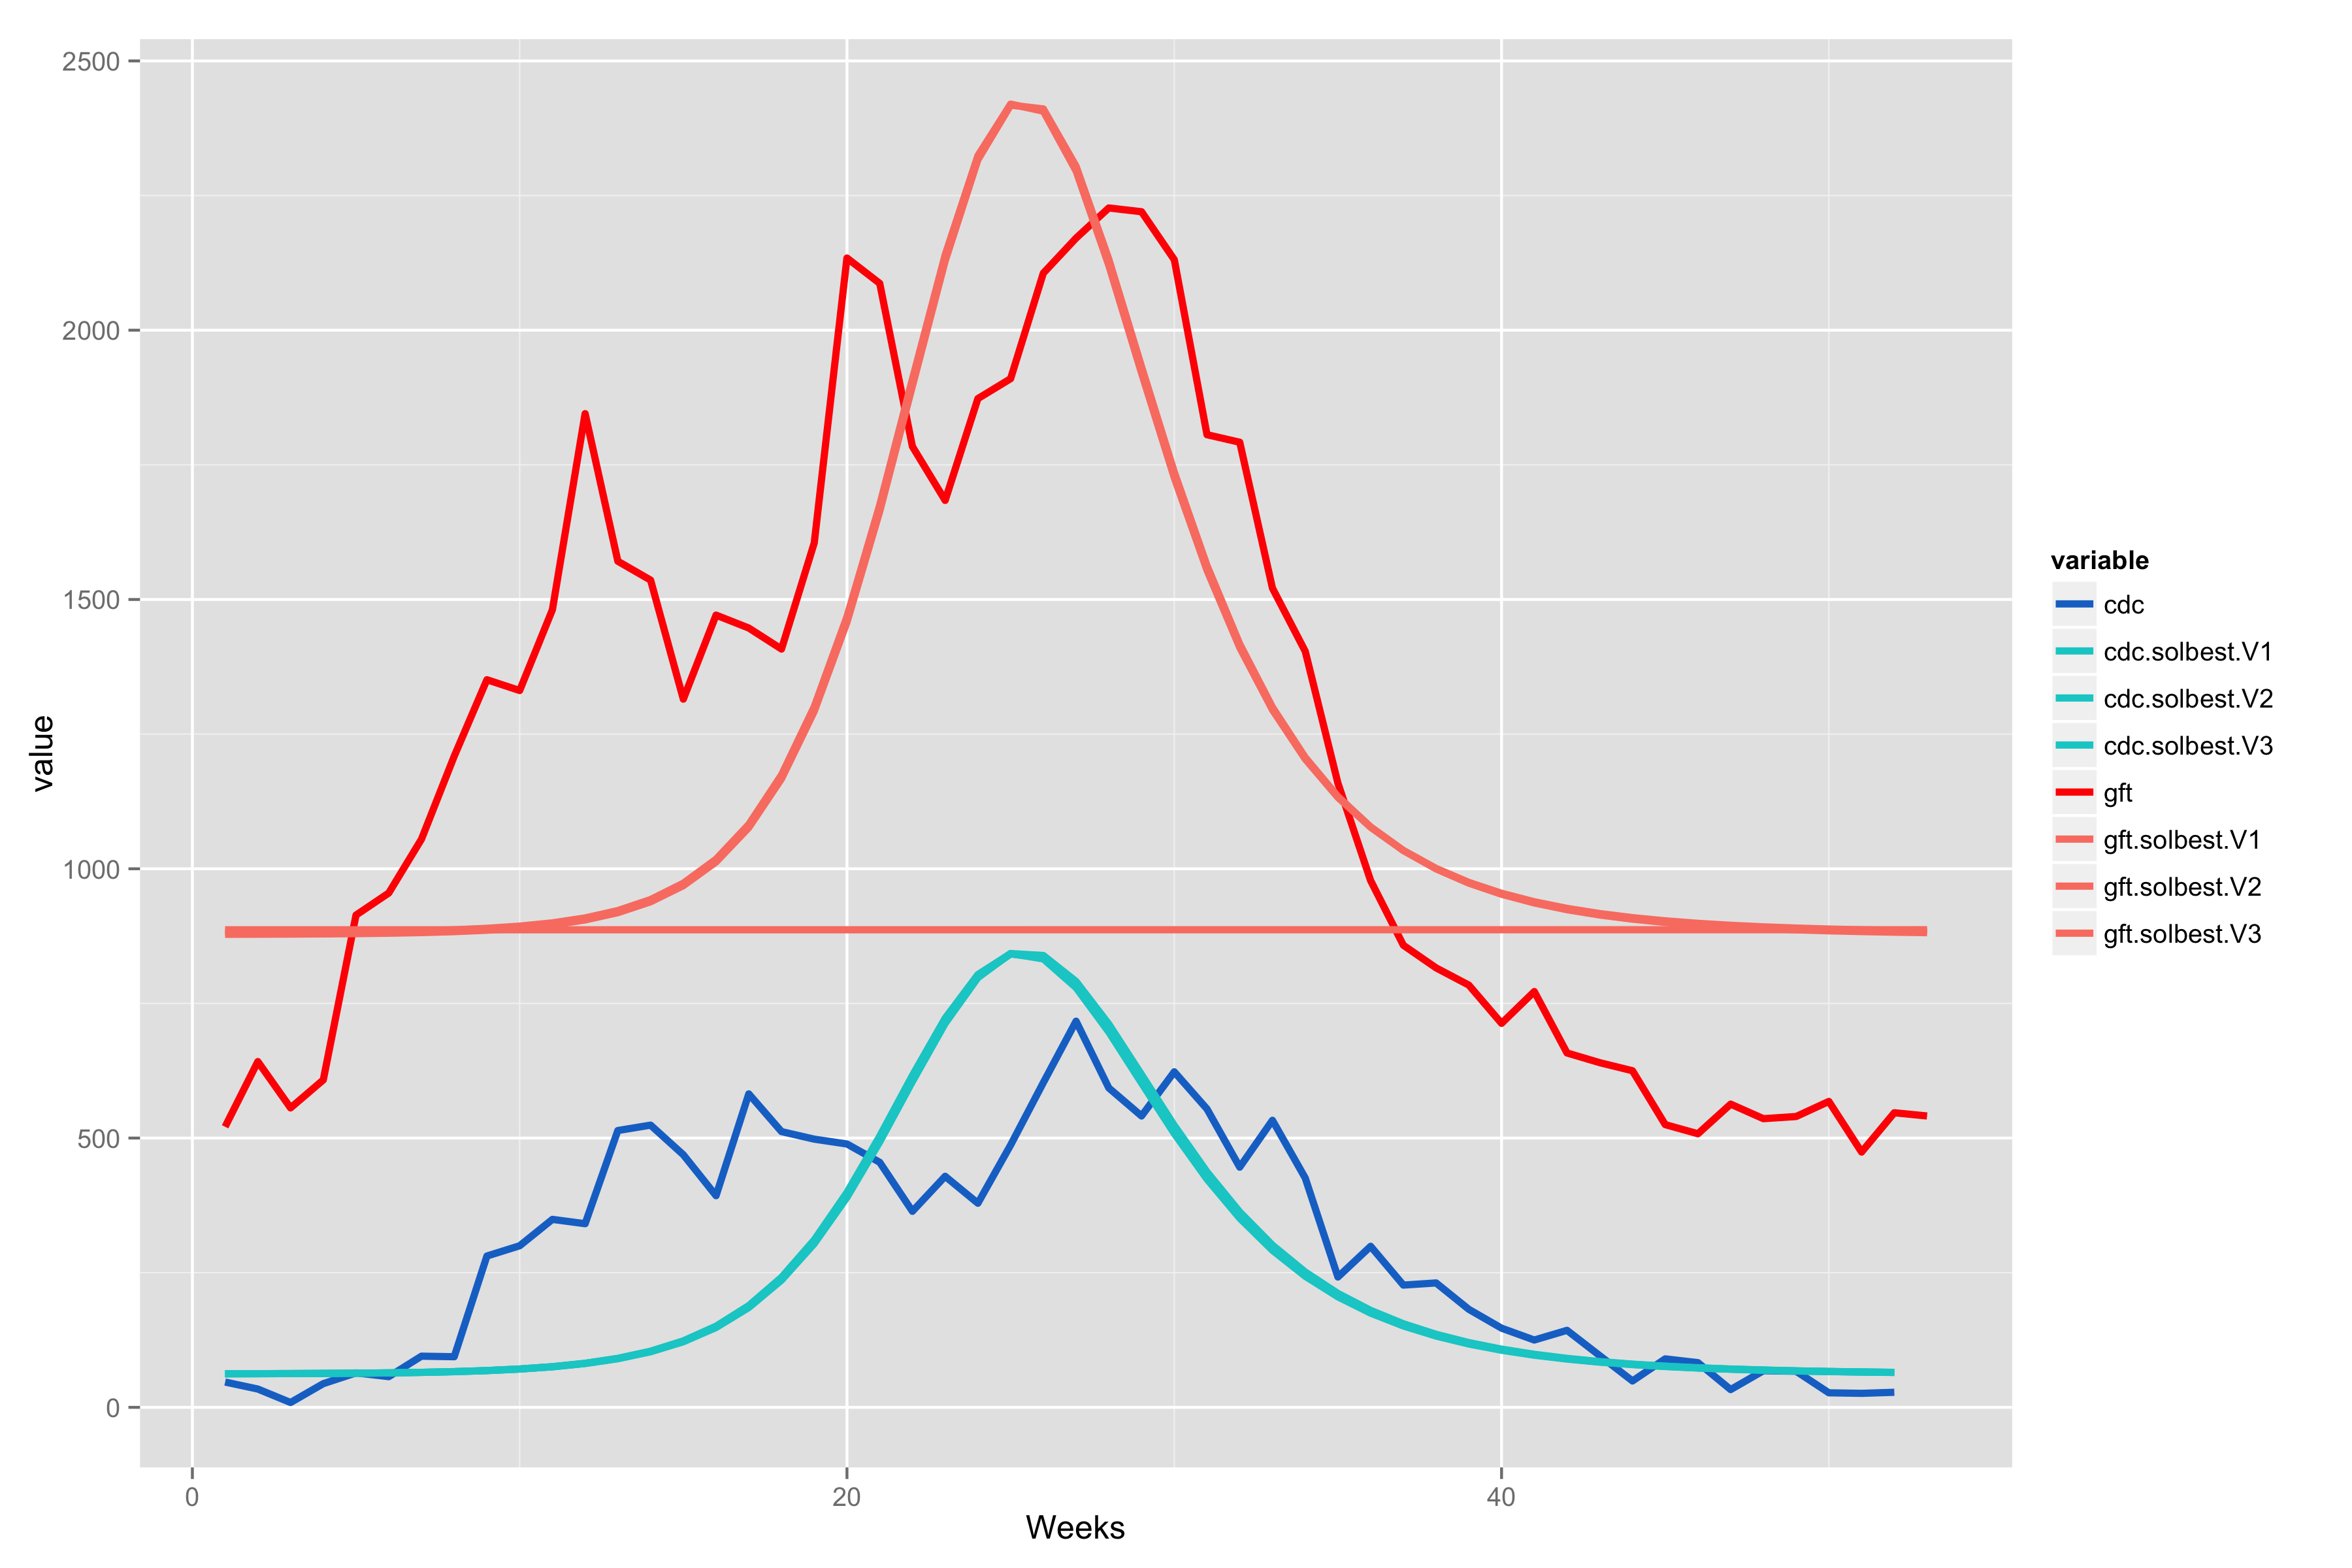 2500
2000
1500
1000
500
0
value
0
20
40
Weeks
variable
cdc
cdc.solbest.V1
cdc.solbest.V2
cdc.solbest.V3
gft
gft.solbest.V1
gft.solbest.V2
gft.solbest.V3